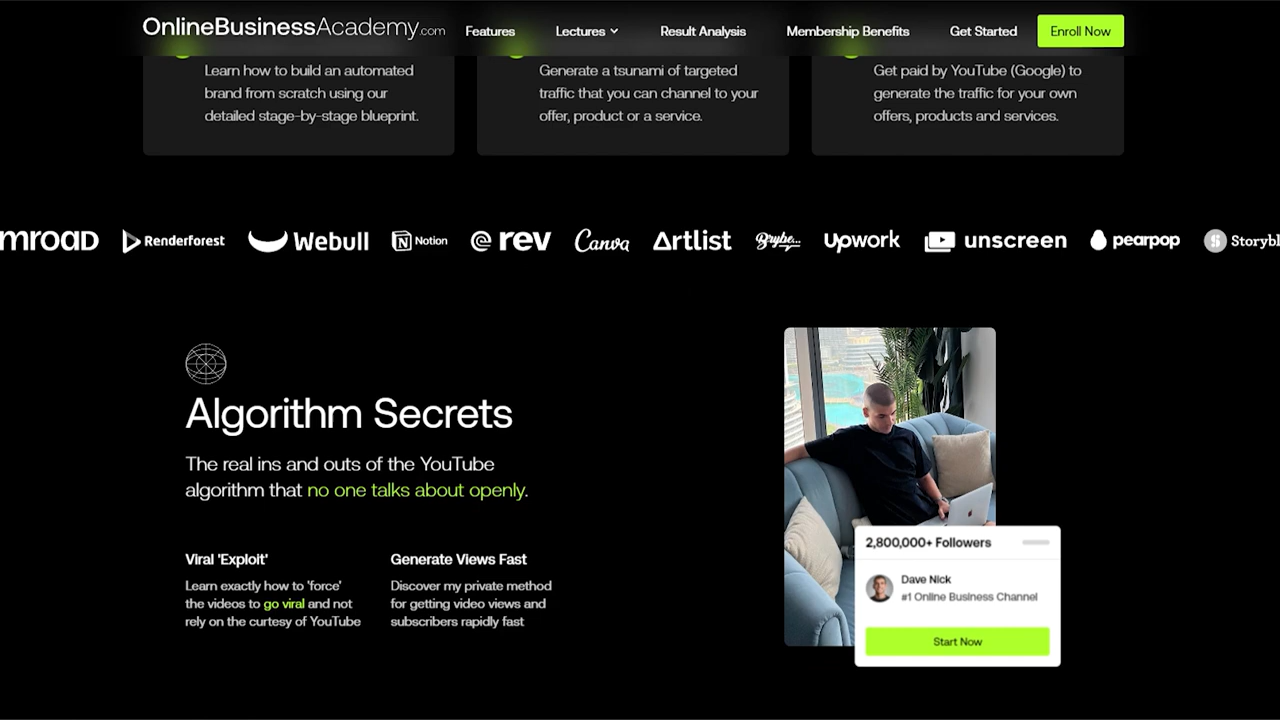 OnlineBusinessAcademy.com
Features
Lectures
Result Analysis
Membership Benefits
Get Started
Enroll Now
Learn how to build an automated
brand from scratch using our
detailed stage-by-stage blueprint.
Generate a tsunami of targeted
traffic that you can channel to your
offer, product or a service.
Get paid by YouTube (Google) to
generate the traffic for your own
offers, products and services.
mroad
Renderforest
Webull
Notion
rev
Canva
Artlist
Upwork
unscreen
pearpop
Storybl
Algorithm Secrets
The real ins and outs of the YouTube
algorithm that no one talks about openly.
Viral 'Exploit'
Learn exactly how to 'force'
the videos to go viral and not
rely on the curtesy of YouTube
Generate Views Fast
Discover my private method
for getting video views and
subscribers rapidly fast
2,800,000+ Followers
Dave Nick
#1 Online Business Channel
Start Now